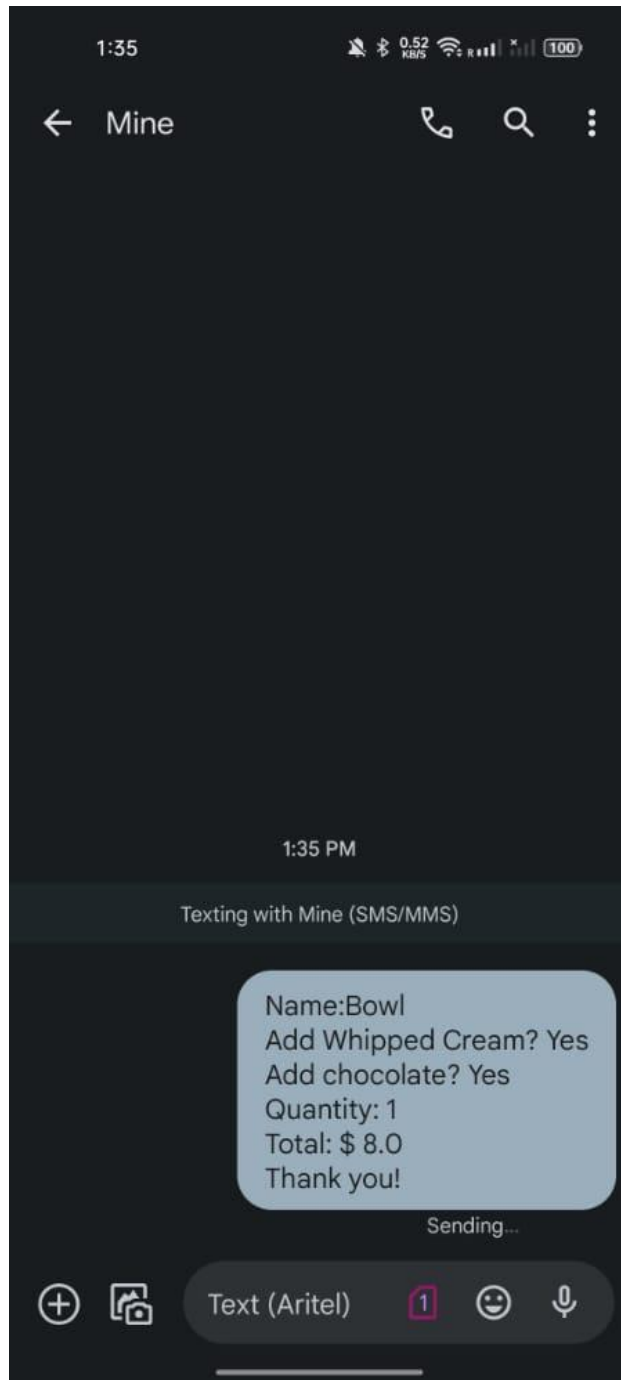 1:35
0.52
KB/S
R
100
Mine
1:35 PM
Texting with Mine (SMS/MMS)
Name:Bowl
Add Whipped Cream? Yes
Add chocolate? Yes
Quantity: 1
Total: $ 8.0
Thank you!
Sending...
Text (Aritel)
1